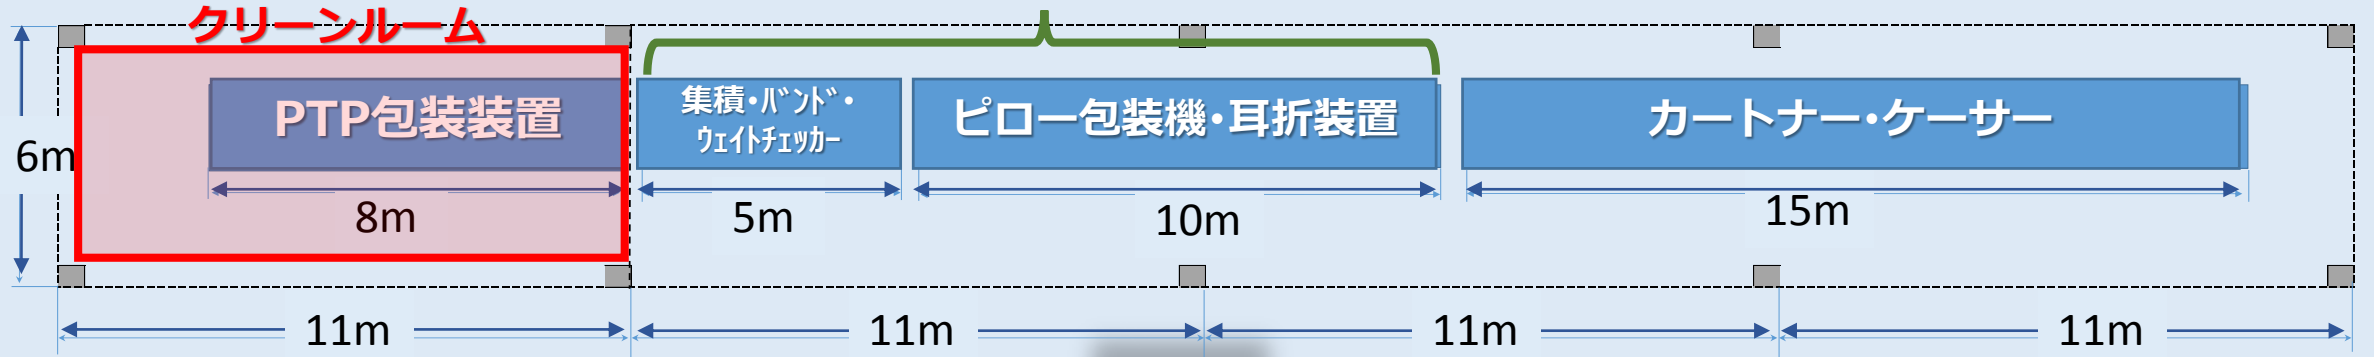 クリーンルーム
PTP包装装置
集積・ﾊﾞﾝﾄﾞ・
ｳｪｲﾄﾁｪｯｶｰ
ピロー包装機・耳折装置
カートナー・ケーサー
6m
8m
5m
10m
15m
11m
11m
11m
11m